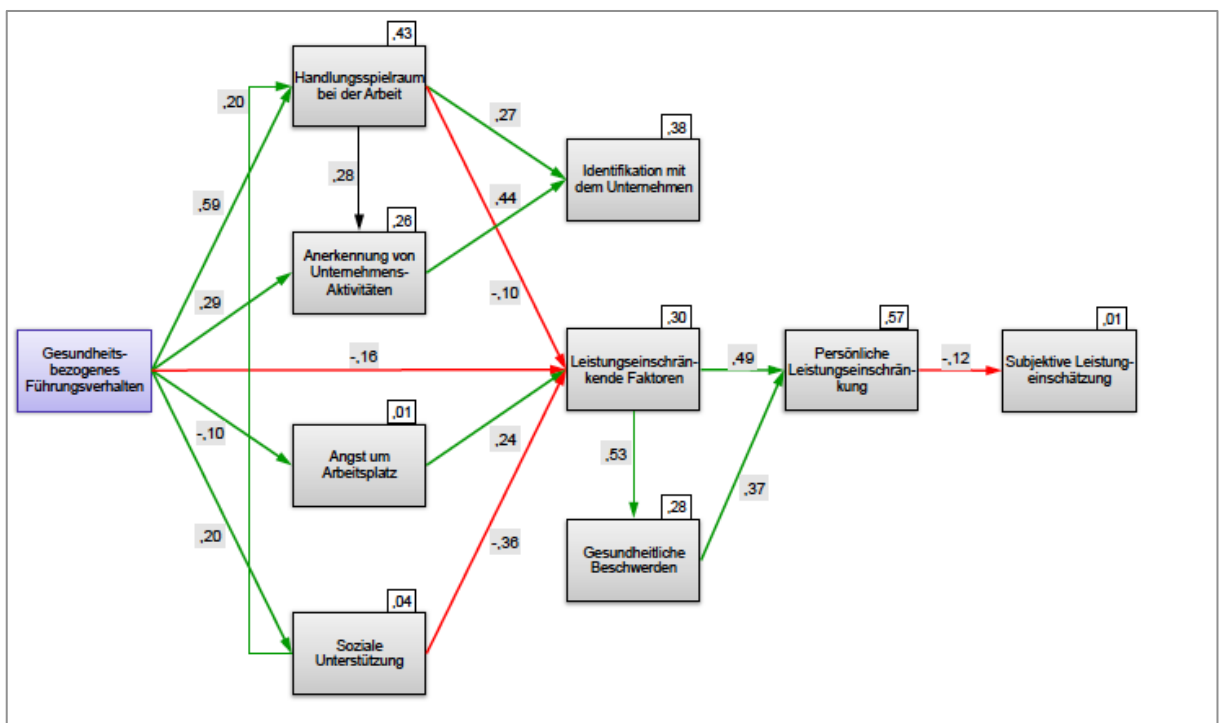 ,43
Handlungsspielraum
bei der Arbeit
,20
,27
,38
Identifikation mit
dem Unternehmen
,28
,44
,59
,26
Anerkennung von
Unternehmens-
Aktivitäten
,29
-,10
Gesundheits-
bezogenes
Führungsverhalten
-,16
,30
Leistungseinschrän-
kende Faktoren
,49
,57
Persönliche
Leistungseinschrän-
kung
-,12
,01
Subjektive Leistung-
einschätzung
-,10
,01
Angst um
Arbeitsplatz
,24
,53
,37
,20
-,36
,28
Gesundheitliche
Beschwerden
,04
Soziale
Unterstützung